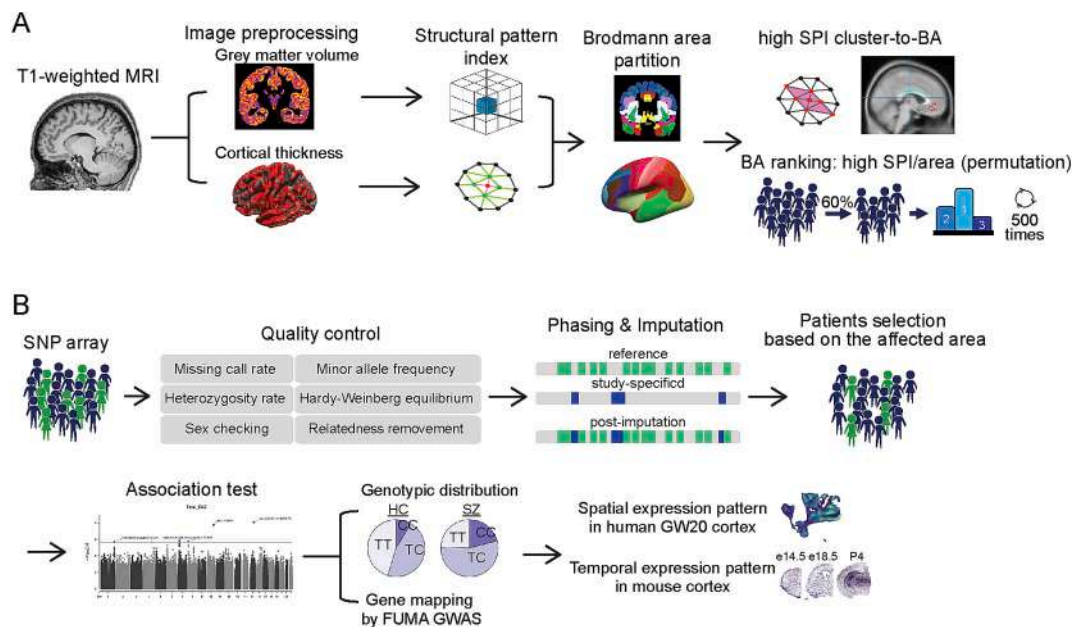 A
T1-weighted MRI
Image preprocessing
Grey matter volume
Cortical thickness
Structural pattern
index
Brodmann area
partition
high SPI cluster-to-BA
BA ranking: high SPI/area (permutation)
60%
2
1
3
500
times
B
SNP array
Quality control
Missing call rate
Minor allele frequency
Heterozygosity rate
Hardy-Weinberg equilibrium
Sex checking
Relatedness removement
Phasing & Imputation
reference
study-specificd
post-imputation
Patients selection
based on the affected area
Association test
Genotypic distribution
HC
SZ
CC
TT
TC
CC
TT
TC
Gene mapping
by FUMA GWAS
Spatial expression pattern
in human GW20 cortex
e14.5 e18.5 P4
Temporal expression pattern
in mouse cortex